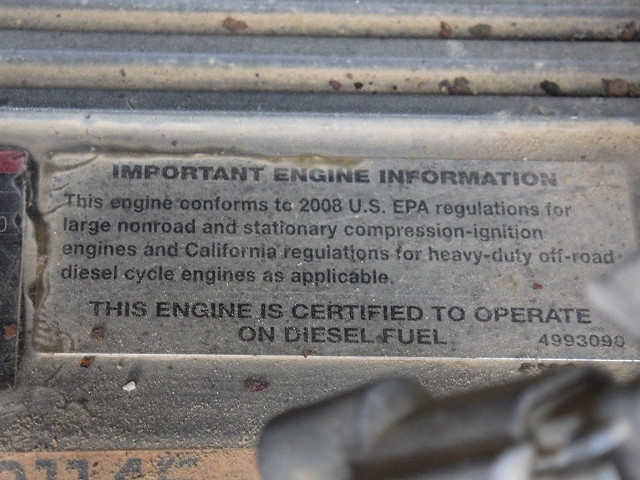 IMPORTANT ENGINE INFORMATION
This engine conforms to 2008 U.S. EPA regulations for
large nonroad and stationary compression-ignition
engines and California regulations for heavy-duty off-road
diesel cycle engines as applicable.
THIS ENGINE IS CERTIFIED TO OPERATE
ON DIESEL FUEL
4993090